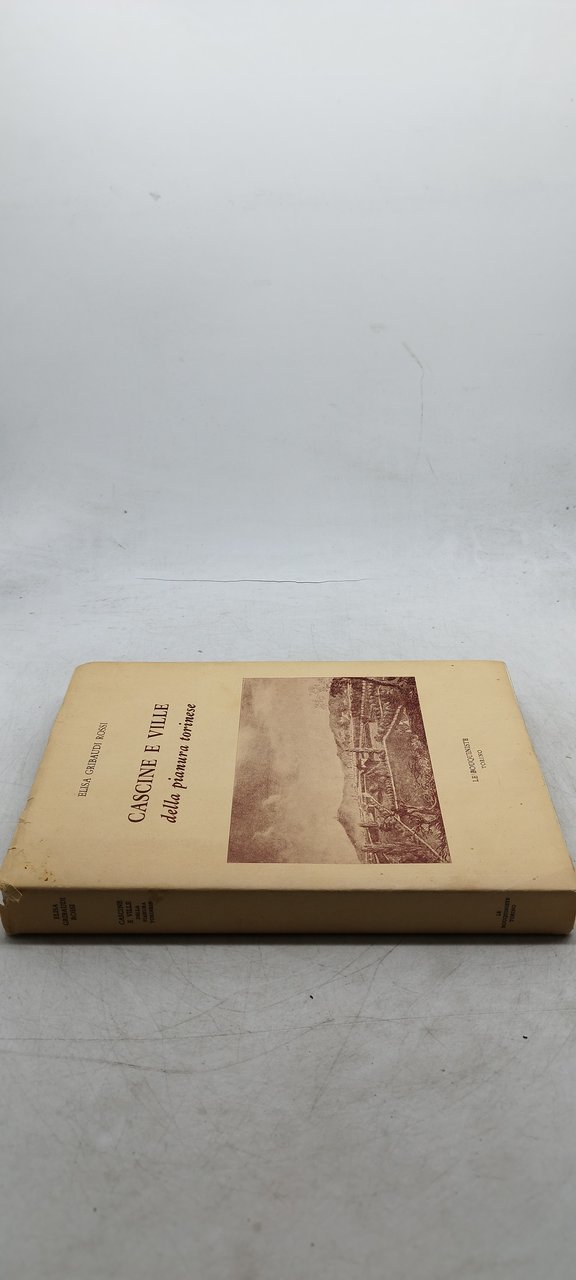 ELISA GRIBAUDI ROSSI
CASCINE E VILLE
della pianura torinese
LE BOUQUINISTE
TORINO
ELISA
GRIBAUDI
ROSSI
CASCINE
E VILLE
DELLA
PIANURA
TORINESE
LE
BOUQUINISTE
TORINO